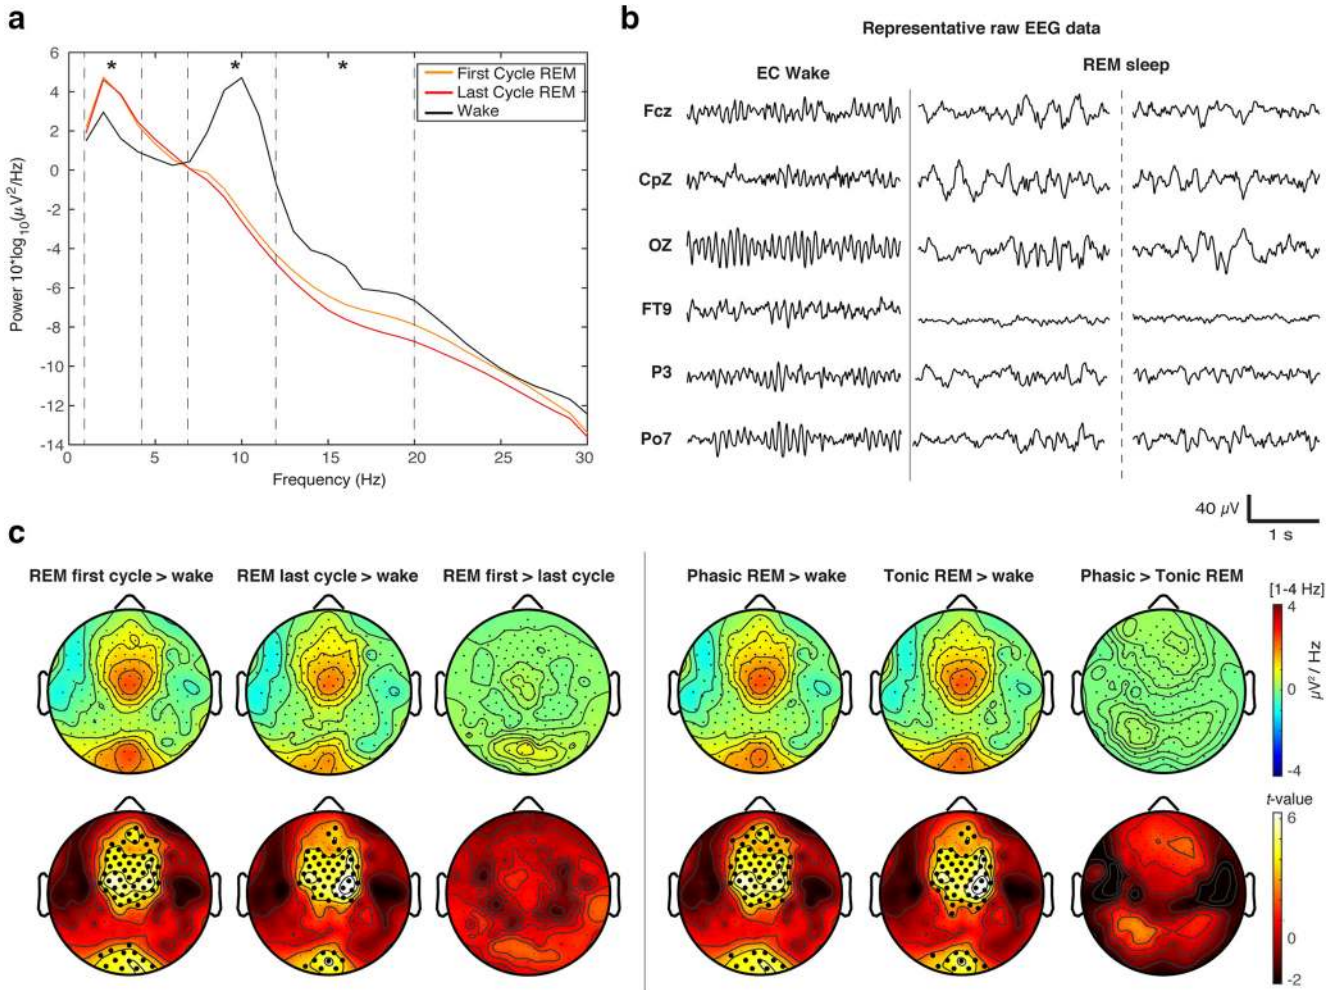 a
6
4
2
0
-2
-4
-6
-8
-10
-12
-14
Power 10*log10(μV2/Hz)
* * *
First Cycle REM
Last Cycle REM
Wake
0 5 10 15 20 25 30
Frequency (Hz)
b
Representative raw EEG data
EC Wake
REM sleep
Fcz
CpZ
OZ
FT9
P3
Po7
40 μV
1 s
c
REM first cycle > wake
REM last cycle > wake
REM first > last cycle
Phasic REM > wake
Tonic REM > wake
Phasic > Tonic REM
[1-4 Hz]
4
0
-4
μV2 / Hz
t-value
6
0
-2